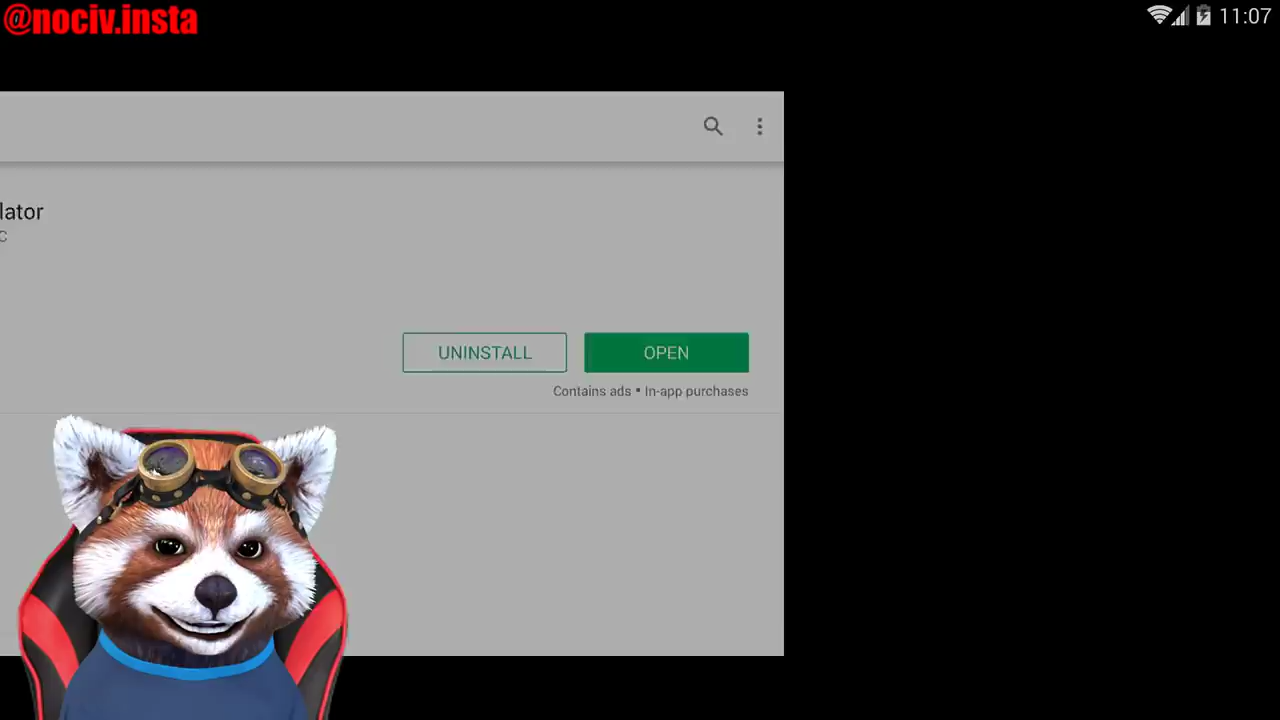 @nociv.insta
11:07
lator
C
UNINSTALL
OPEN
Contains ads • In-app purchases